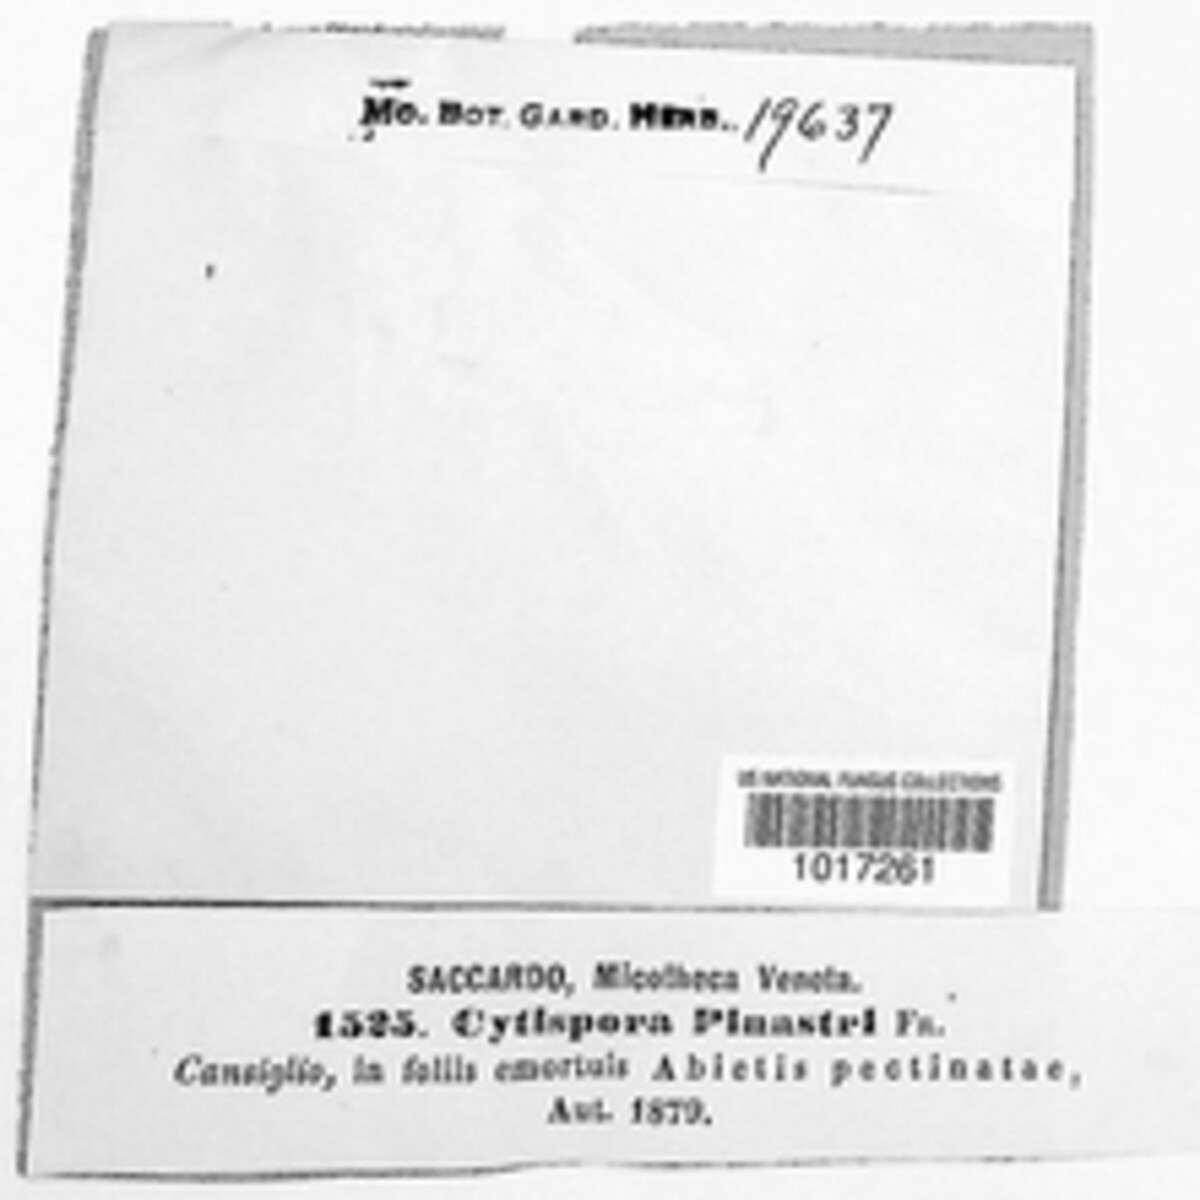 Mo. Bot. Gard. Herb. 19637
US NATIONAL FUNGUS COLLECTIONS
1017261
SACCARDO, Micotheca Veneta.
1525. Cytispora Pinastri Fr.
Cansiglio, in foliis emortuis Abietis pectinatae,
Aut. 1879.